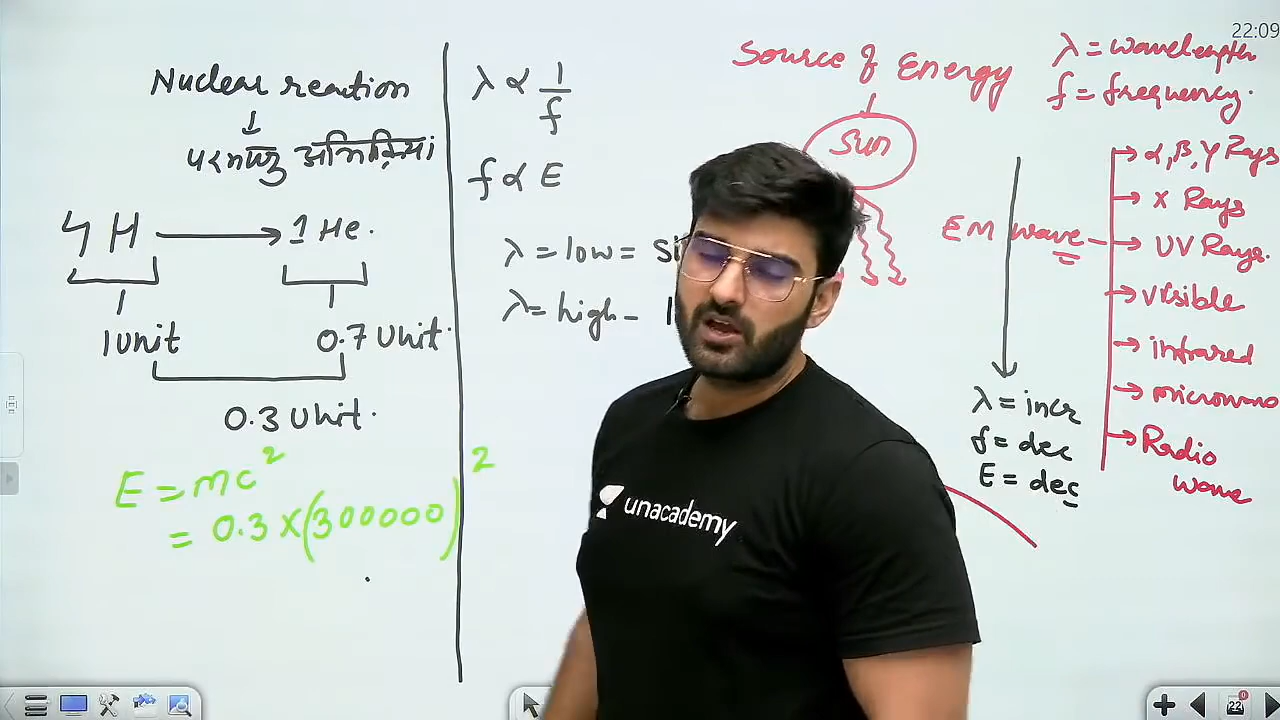 22:09
Nuclear reaction
↓
परमाणु अभिक्रिया
4 H → 1 He.
1 Unit
0.7 Unit.
0.3 Unit.
E = mc²
= 0.3 × (300000)²
λ ∝ 1/f
f ∝ E
λ = low =
λ = high –
Source of Energy
↓
Sun
λ = wavelength
f = frequency.
EM wave
→ α, β, γ Rays
→ X Rays
→ UV Rays.
→ visible
→ infrared
→
→ Radio
wave
λ = incr
f = dec
E = dec
unacademy
22